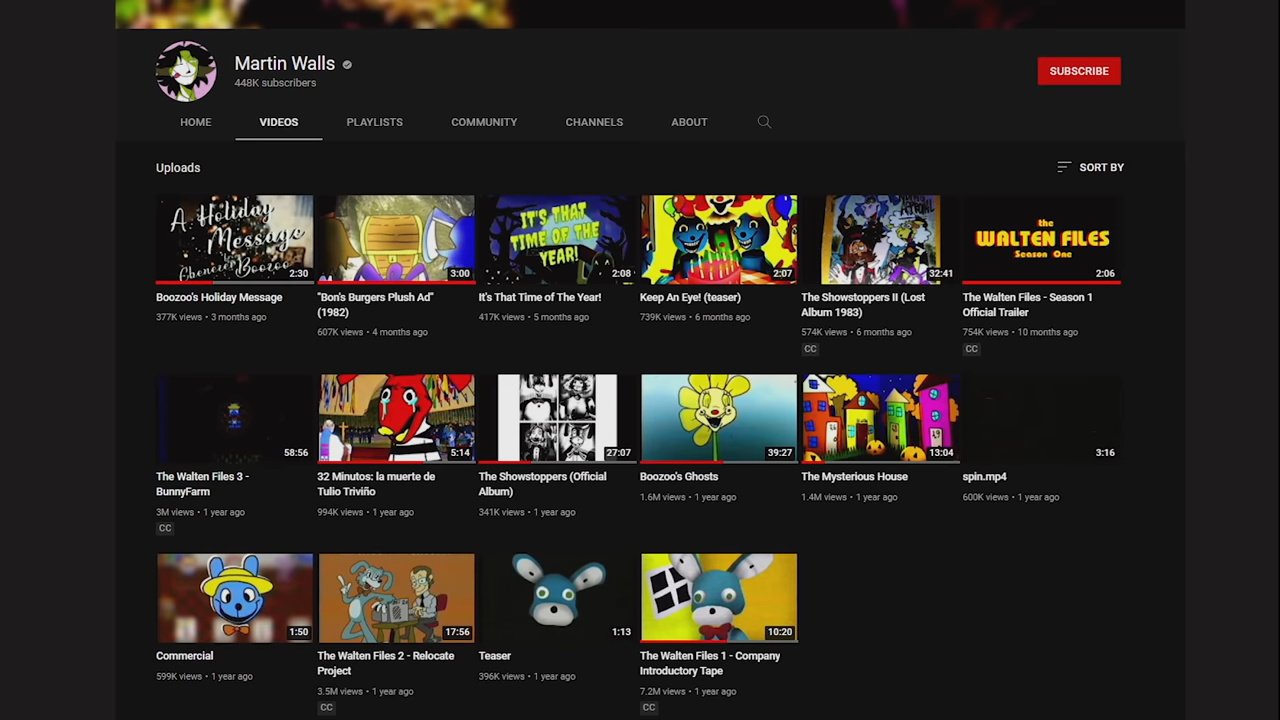 Martin Walls
448K subscribers
SUBSCRIBE
HOME VIDEOS PLAYLISTS COMMUNITY CHANNELS ABOUT
Uploads
SORT BY
A Holiday
Message
Ebenezer Boozoo
2:30
3:00
IT'S THAT
TIME OF THE
YEAR!
2:08
2:07
32:41
the
WALTEN FILES
Season One
2:06
Boozoo's Holiday Message
377K views • 3 months ago
"Bon's Burgers Plush Ad"
(1982)
607K views • 4 months ago
It's That Time of The Year!
417K views • 5 months ago
Keep An Eye! (teaser)
739K views • 6 months ago
The Showstoppers II (Lost
Album 1983)
574K views • 6 months ago
CC
The Walten Files - Season 1
Official Trailer
754K views • 10 months ago
CC
58:56
5:14
27:07
39:27
13:04
3:16
The Walten Files 3 -
BunnyFarm
3M views • 1 year ago
CC
32 Minutos: la muerte de
Tulio Triviño
994K views • 1 year ago
The Showstoppers (Official
Album)
341K views • 1 year ago
Boozoo's Ghosts
1.6M views • 1 year ago
The Mysterious House
1.4M views • 1 year ago
spin.mp4
600K views • 1 year ago
1:50
17:56
1:13
10:20
Commercial
599K views • 1 year ago
The Walten Files 2 - Relocate
Project
3.5M views • 1 year ago
CC
Teaser
396K views • 1 year ago
The Walten Files 1 - Company
Introductory Tape
7.2M views • 1 year ago
CC